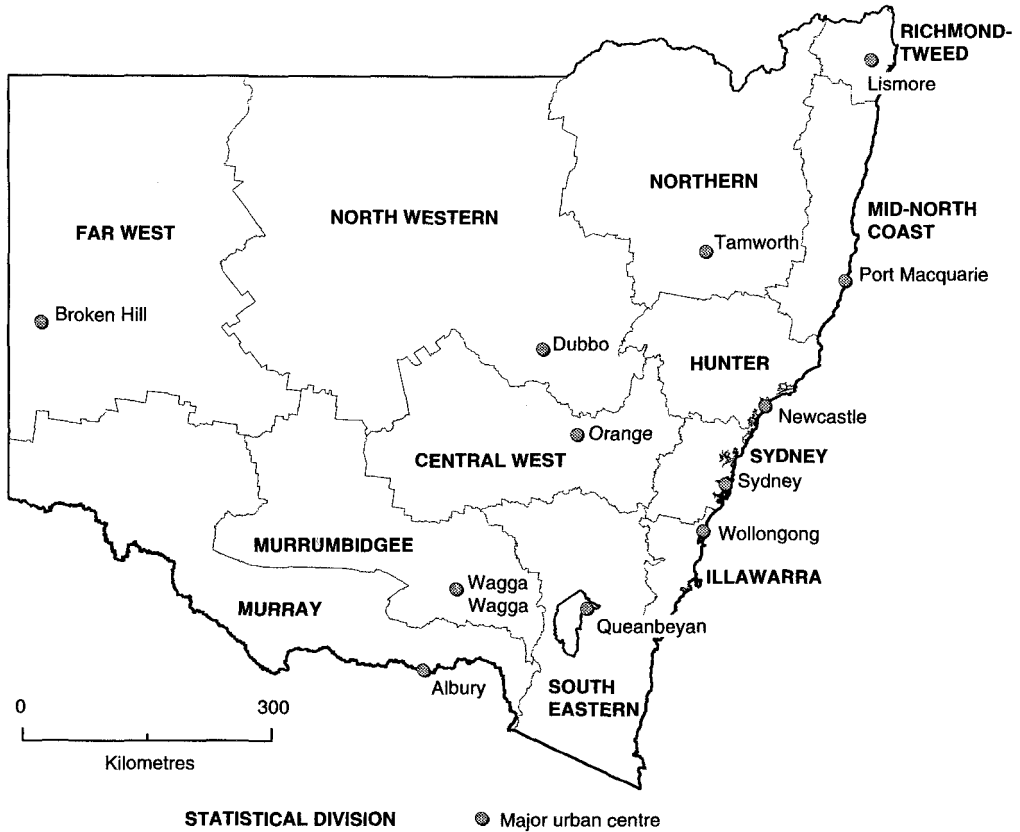 RICHMOND-
TWEED
Lismore
NORTHERN
NORTH WESTERN
FAR WEST
MID-NORTH
COAST
Tamworth
Port Macquarie
Broken Hill
Dubbo
HUNTER
Newcastle
Orange
CENTRAL WEST
SYDNEY
Sydney
Wollongong
MURRUMBIDGEE
ILLAWARRA
Wagga
Wagga
MURRAY
Queanbeyan
Albury
SOUTH
EASTERN
0 300
Kilometres
STATISTICAL DIVISION Major urban centre